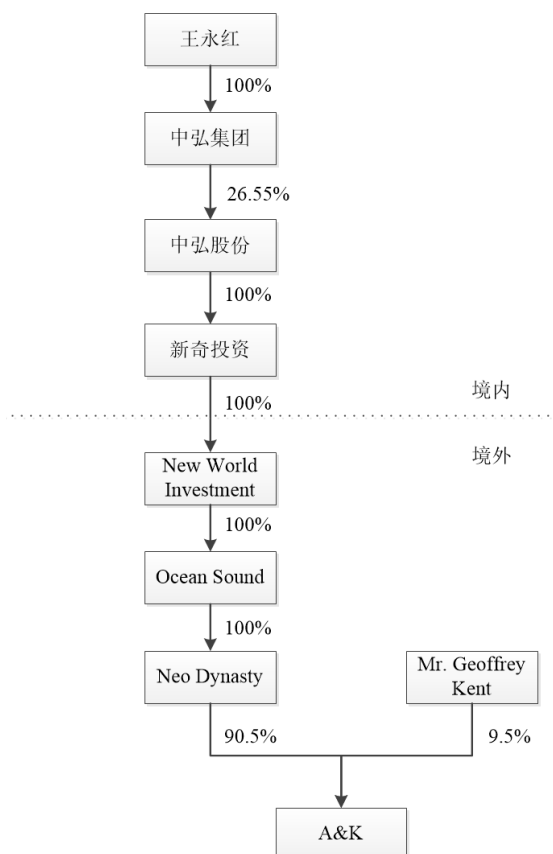 王永红
100%
中弘集团
26.55%
中弘股份
100%
新奇投资
境内
100%
境外
New World
Investment
100%
Ocean Sound
100%
Neo Dynasty
Mr. Geoffrey
Kent
90.5%
9.5%
A&K